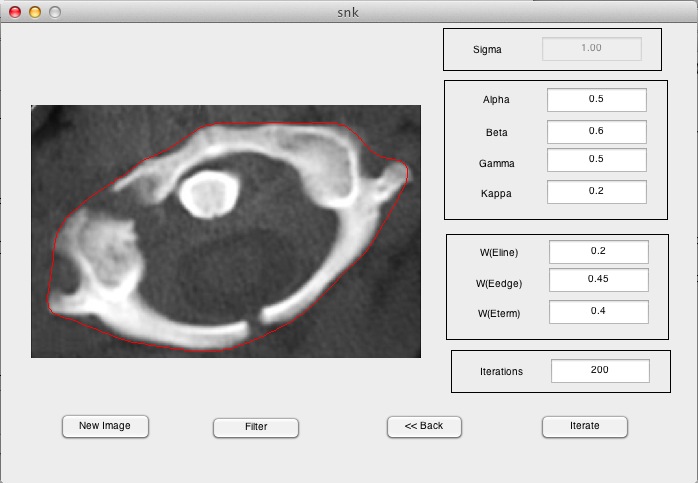 snk
Sigma 1.00
Alpha 0.5
Beta 0.6
Gamma 0.5
Kappa 0.2
W(Eline) 0.2
W(Eedge) 0.45
W(Eterm) 0.4
Iterations 200
New Image Filter << Back Iterate